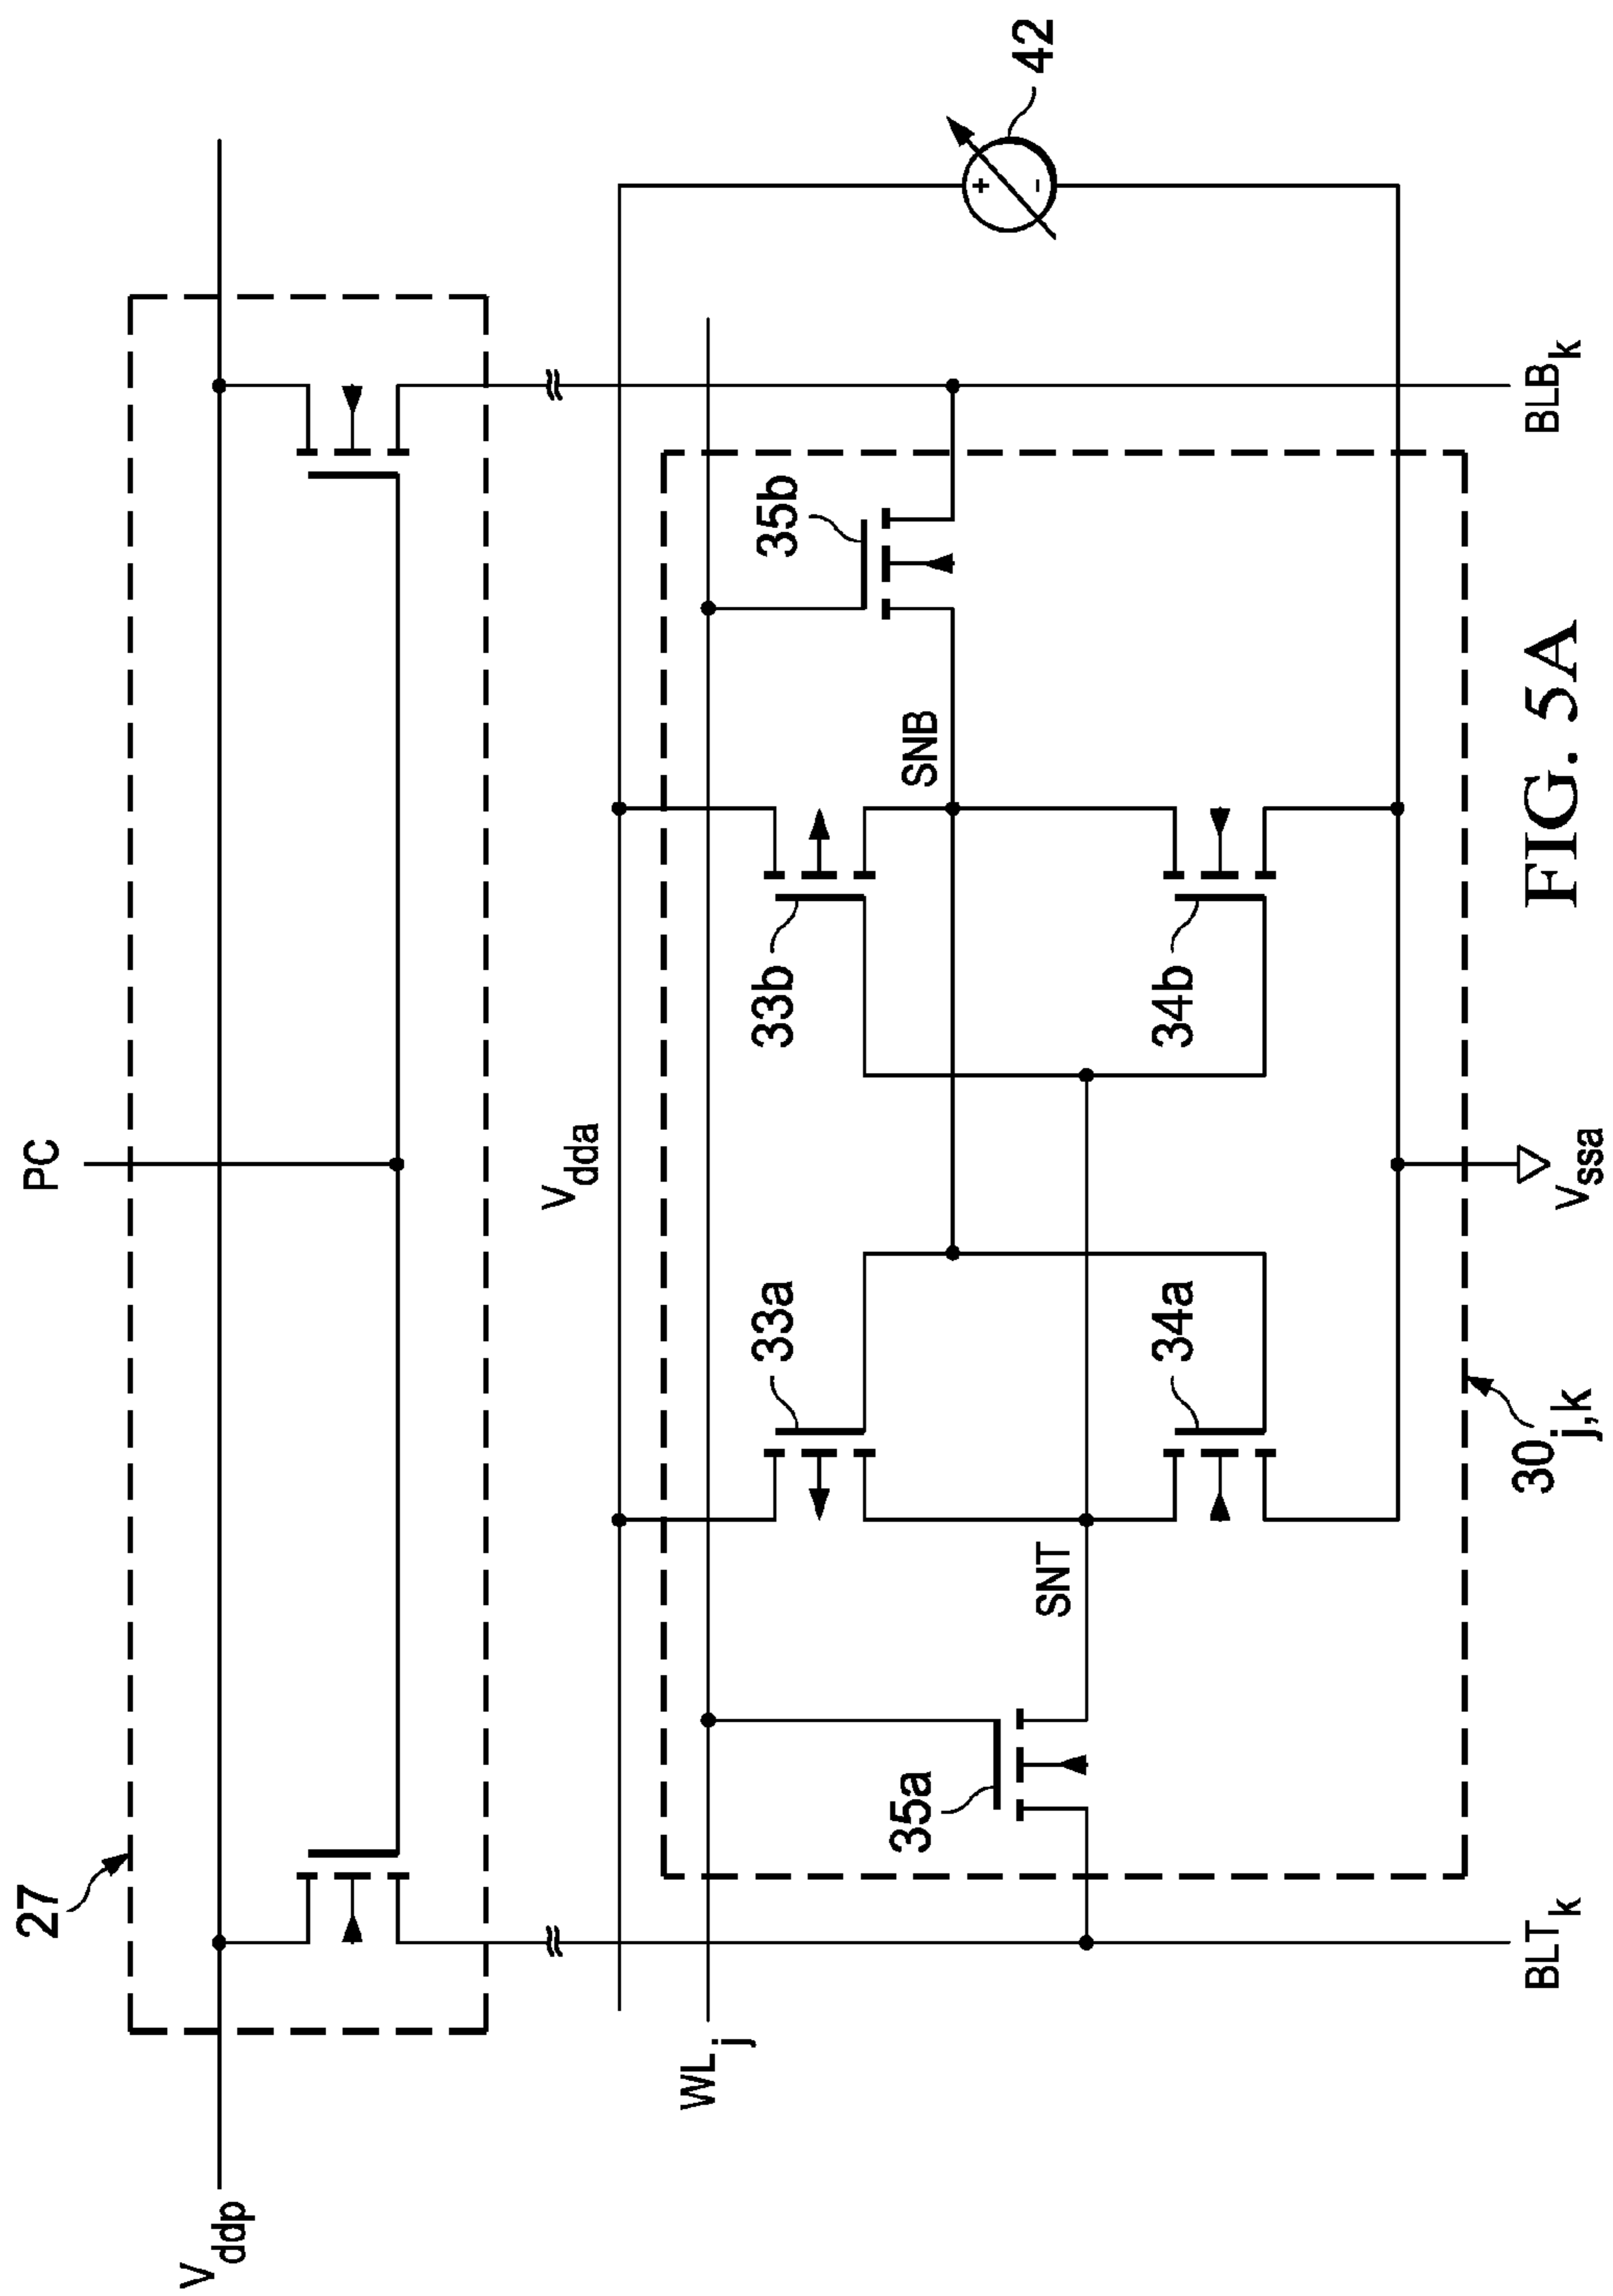 V_ddp
27
PC
V_dda
WL_j
42
35a
35b
33a
33b
SNB
SNT
34a
34b
+
-
BLT_k
BLB_k
30_j,k
V_ssa
FIG. 5A